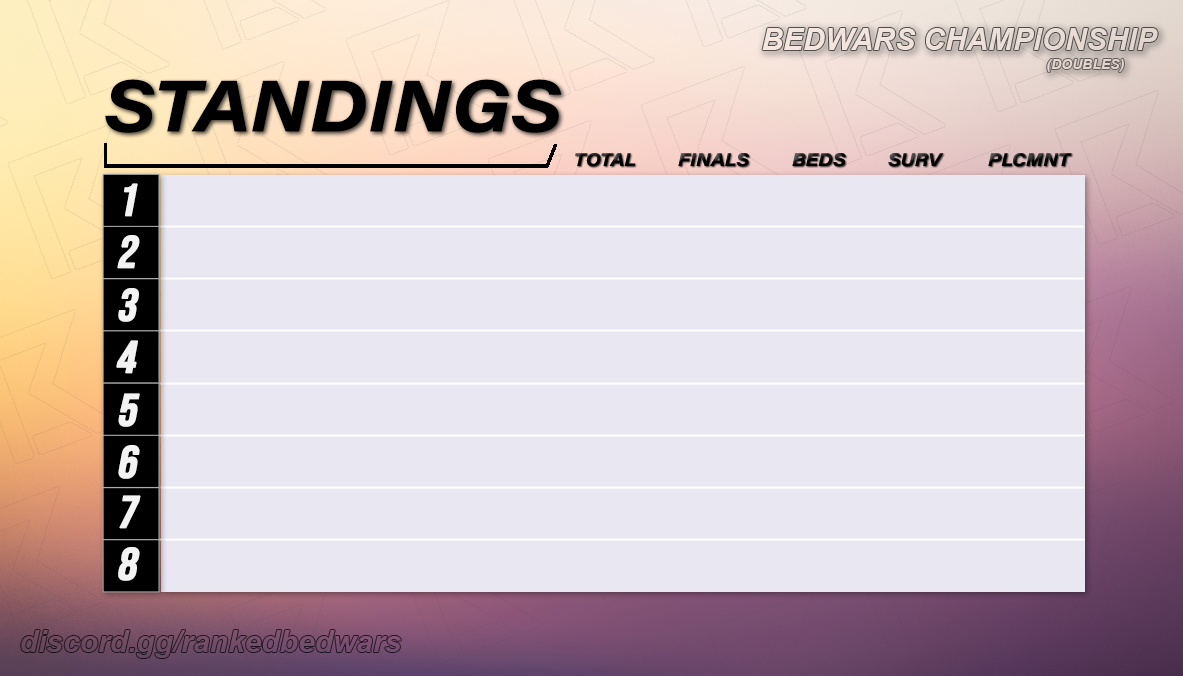 BEDWARS CHAMPIONSHIP
(DOUBLES)
STANDINGS
TOTAL FINALS BEDS SURV PLCMNT
1
2
3
4
5
6
7
8
discord.gg/rankedbedwars